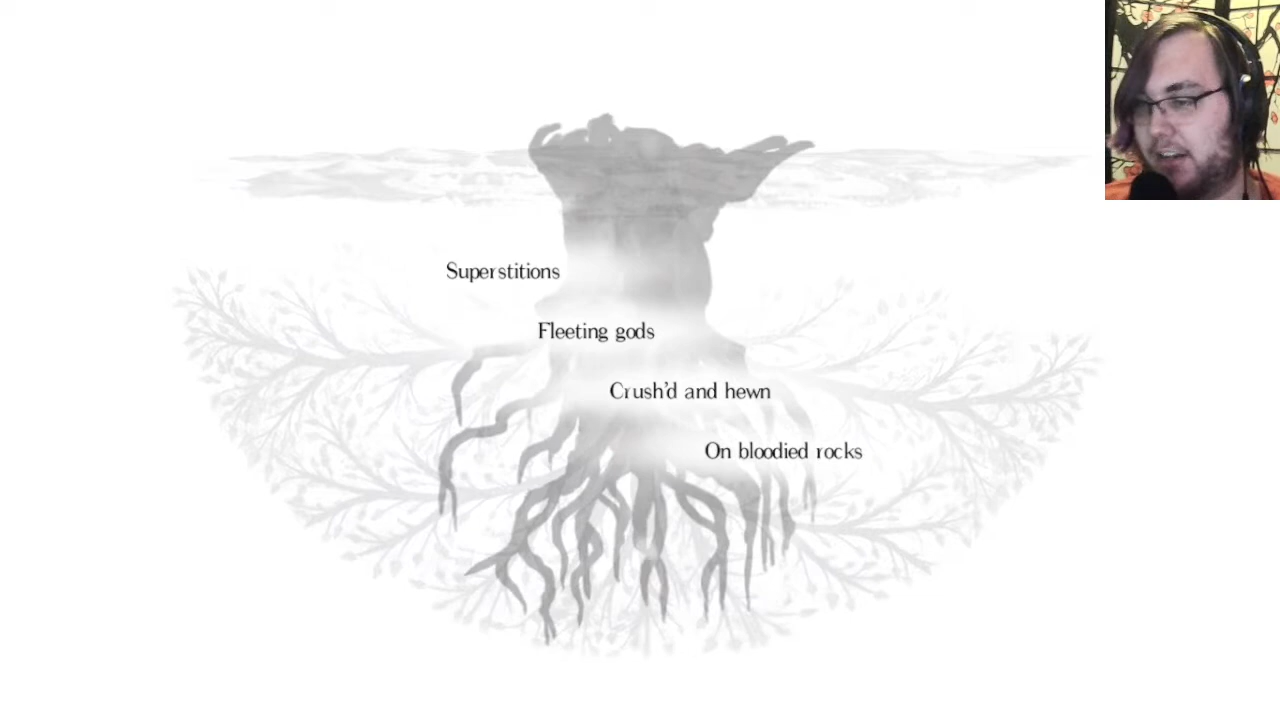 Superstitions
Fleeting gods
Crush'd and hewn
On bloodied rocks